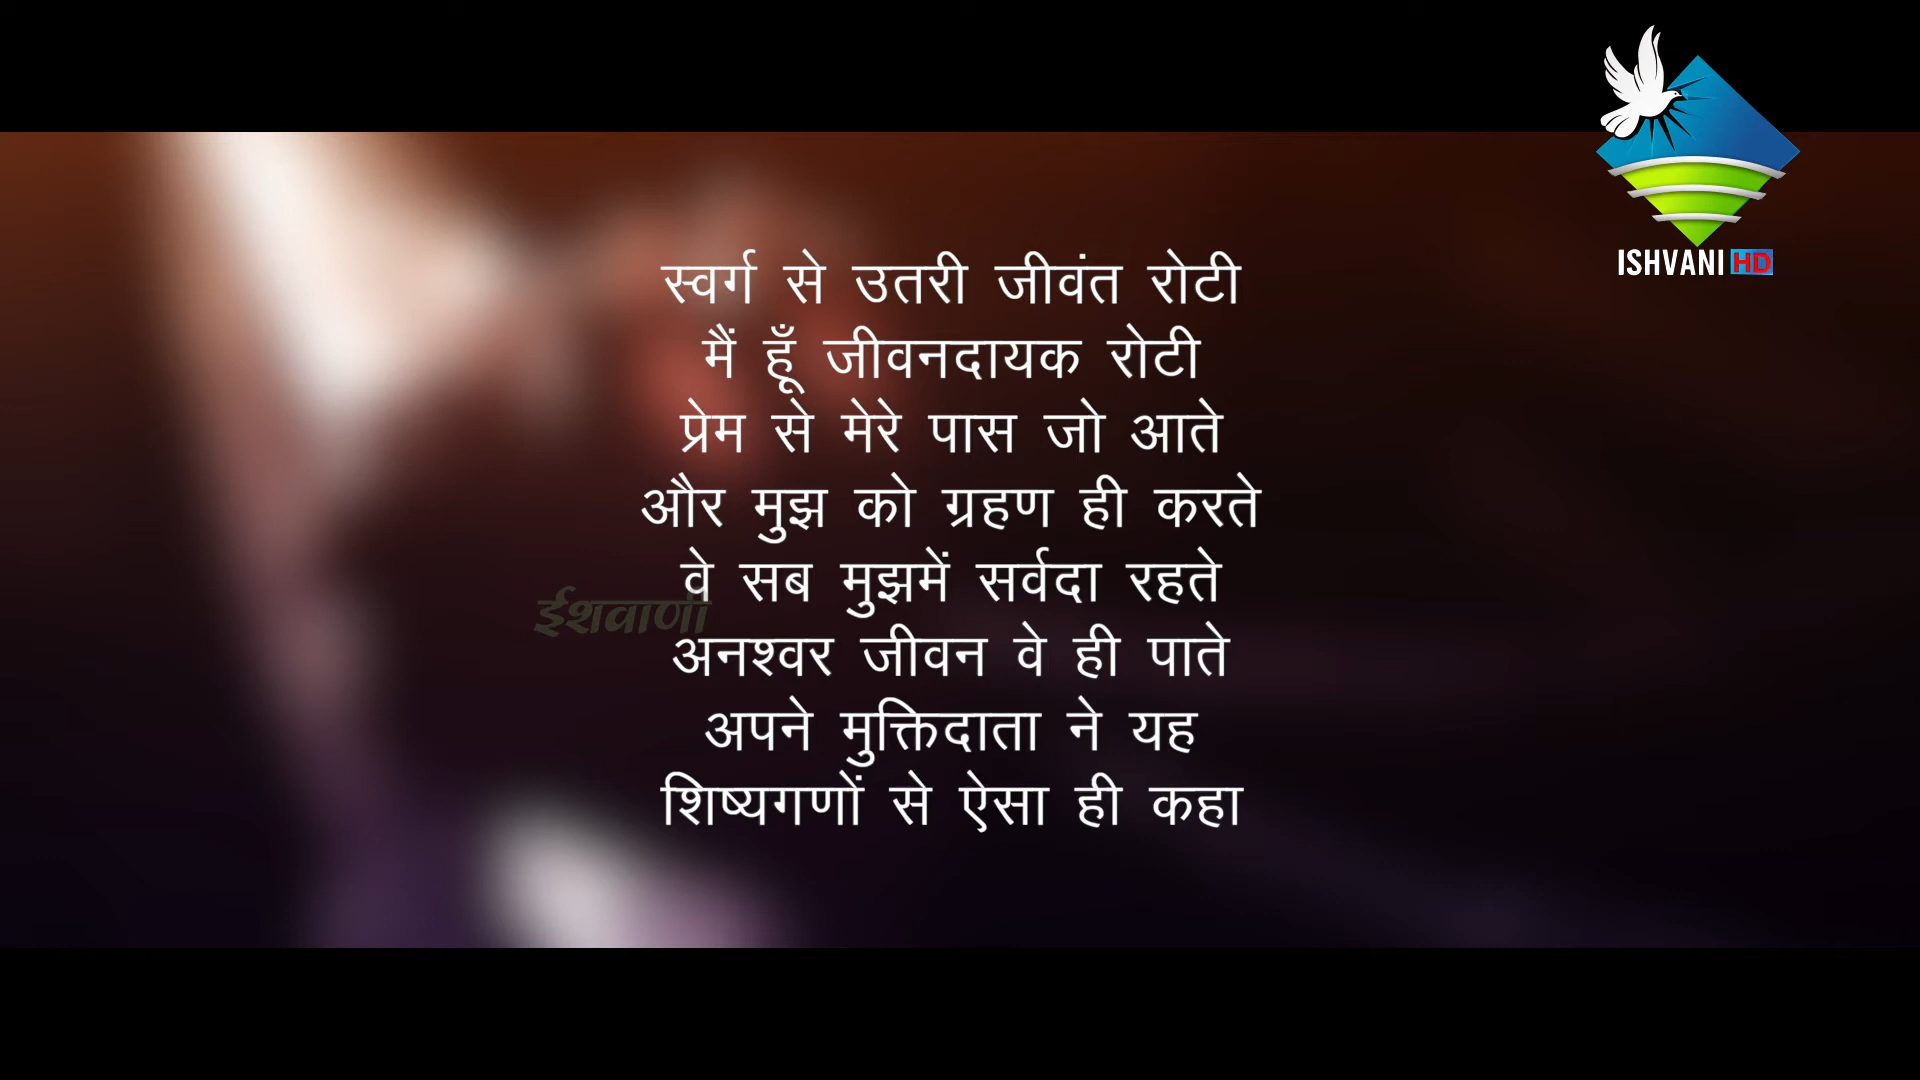 ISHVANI HD
स्वर्ग से उतरी जीवंत रोटी
मैं हूँ जीवनदायक रोटी
प्रेम से मेरे पास जो आते
और मुझ को ग्रहण ही करते
वे सब मुझमें सर्वदा रहते
ईशवाणी
अनश्वर जीवन वे ही पाते
अपने मुक्तिदाता ने यह
शिष्यगणों से ऐसा ही कहा